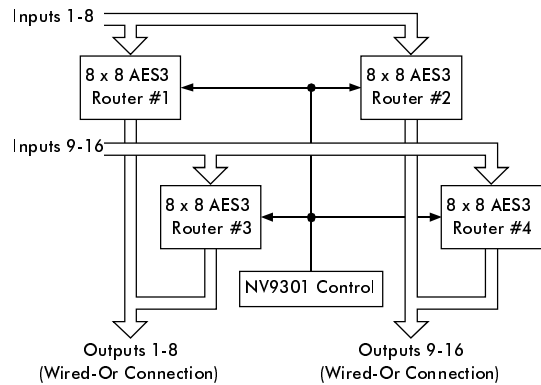 Inputs 1-8
8 x 8 AES3
Router #1
8 x 8 AES3
Router #2
Inputs 9-16
8 x 8 AES3
Router #3
8 x 8 AES3
Router #4
NV9301 Control
Outputs 1-8
(Wired-Or Connection)
Outputs 9-16
(Wired-Or Connection)